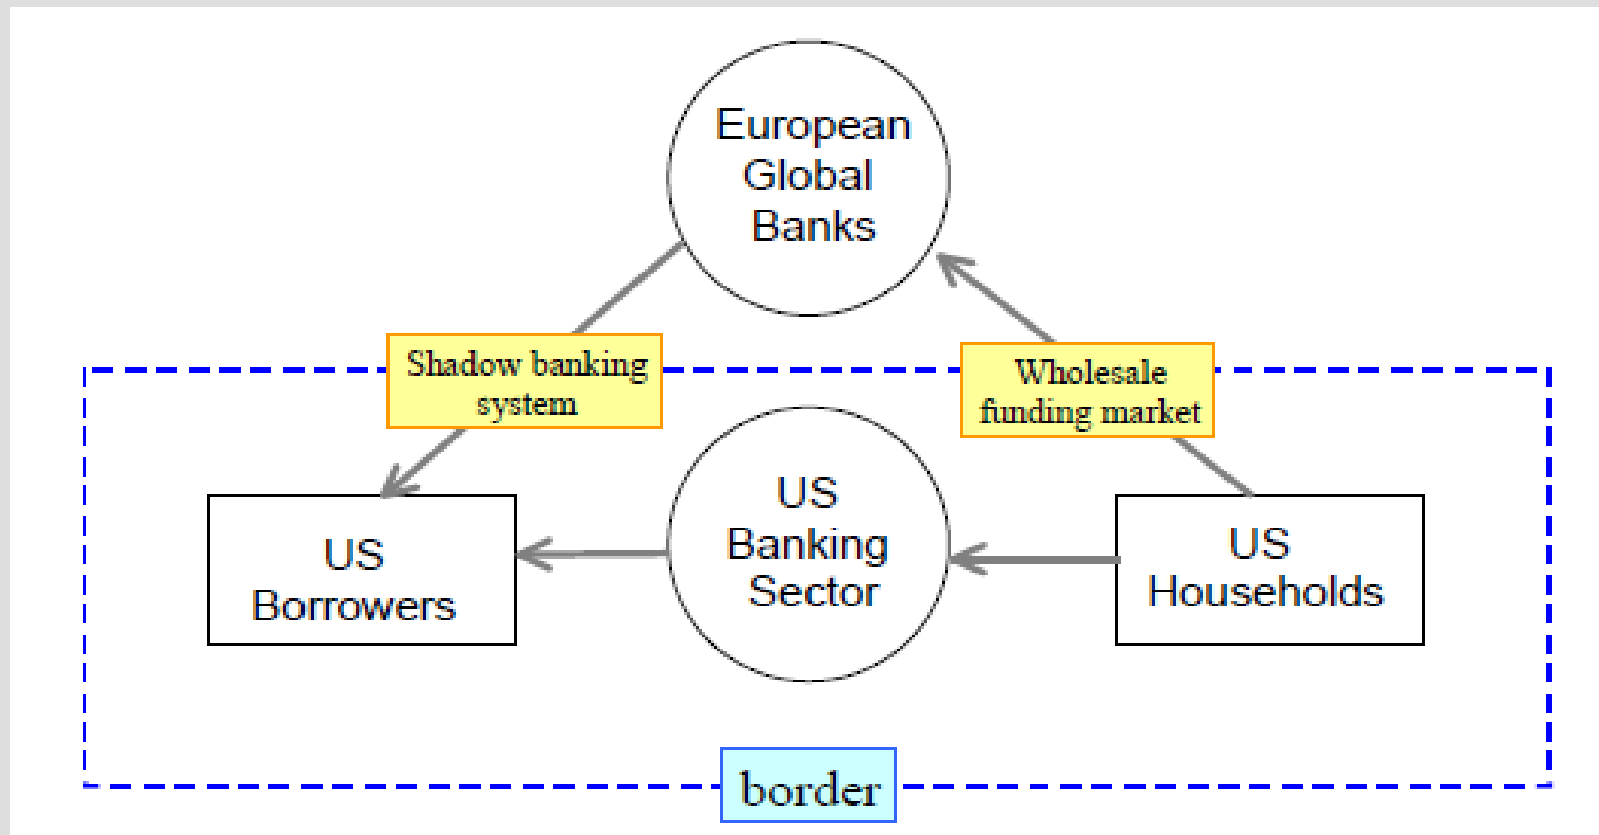 European
Global
Banks
Shadow banking
system
Wholesale
funding market
US
Borrowers
US
Banking
Sector
US
Households
border